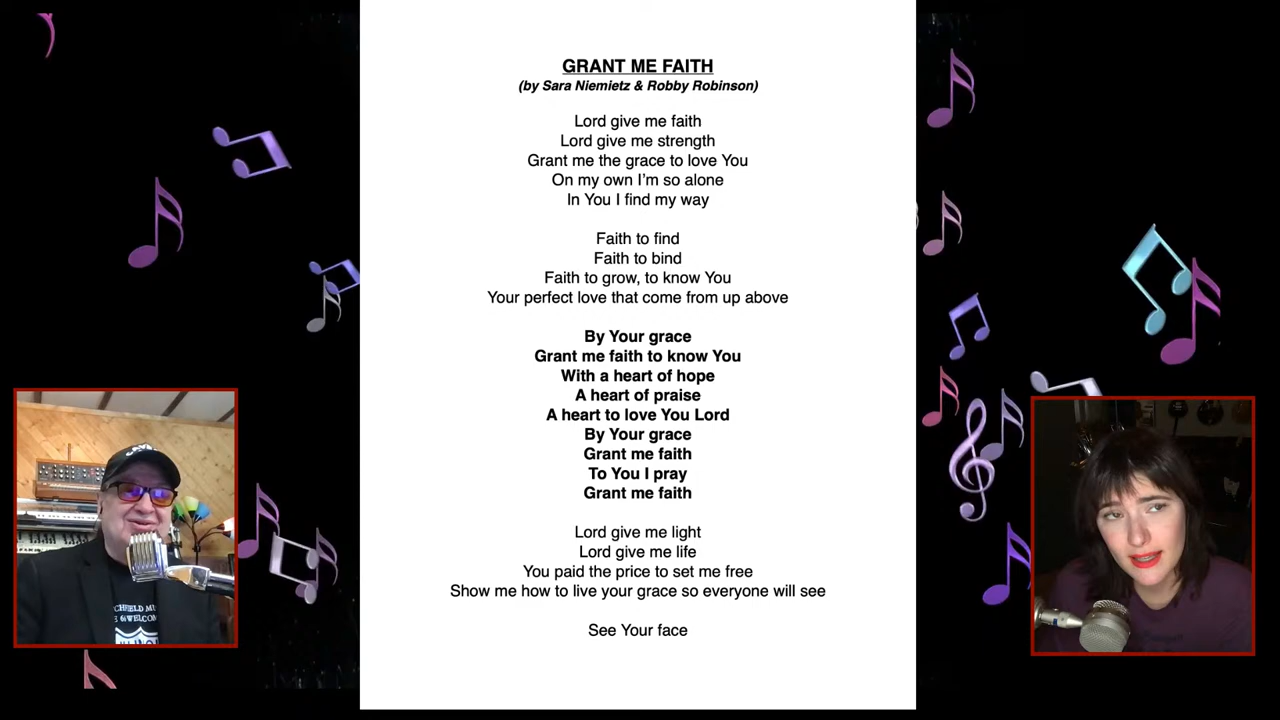 GRANT ME FAITH
(by Sara Niemietz & Robby Robinson)
Lord give me faith
Lord give me strength
Grant me the grace to love You
On my own I'm so alone
In You I find my way
Faith to find
Faith to bind
Faith to grow, to know You
Your perfect love that come from up above
By Your grace
Grant me faith to know You
With a heart of hope
A heart of praise
A heart to love You Lord
By Your grace
Grant me faith
To You I pray
Grant me faith
Lord give me light
Lord give me life
You paid the price to set me free
Show me how to live your grace so everyone will see
See Your face